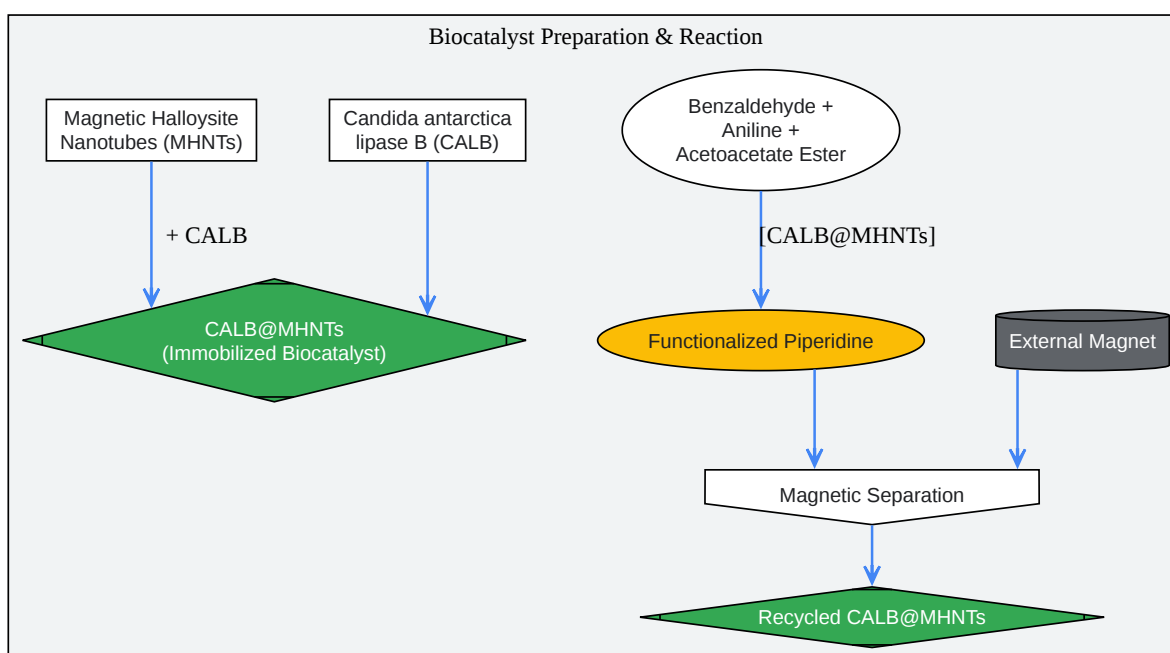 Biocatalyst Preparation & Reaction
Magnetic Halloysite
Nanotubes (MHNTs)
Candida antarctica
lipase B (CALB)
Benzaldehyde +
Aniline +
Acetoacetate Ester
+ CALB
[CALB@MHNTs]
CALB@MHNTs
(Immobilized Biocatalyst)
Functionalized Piperidine
External Magnet
Magnetic Separation
Recycled CALB@MHNTs